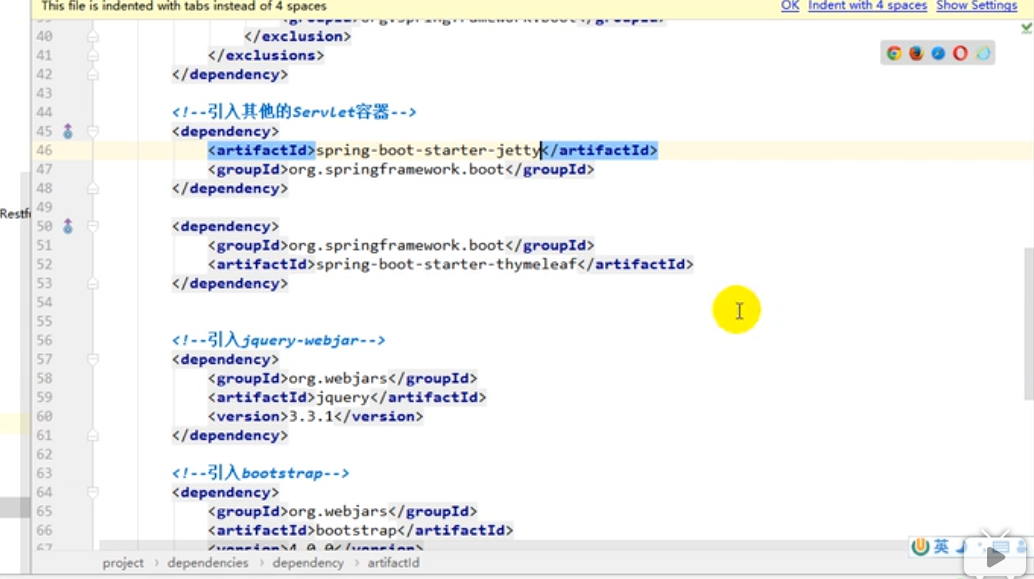 This file is indented with tabs instead of 4 spaces OK Indent with 4 spaces Show Settings
40 </exclusion>
41 </exclusions>
42 </dependency>
43
44 <!--引入其他的Servlet容器-->
45 <dependency>
46 <artifactId>spring-boot-starter-jetty</artifactId>
47 <groupId>org.springframework.boot</groupId>
48 </dependency>
49
Restfu
50 <dependency>
51 <groupId>org.springframework.boot</groupId>
52 <artifactId>spring-boot-starter-thymeleaf</artifactId>
53 </dependency>
54
55
56 <!--引入jquery-webjar-->
57 <dependency>
58 <groupId>org.webjars</groupId>
59 <artifactId>jquery</artifactId>
60 <version>3.3.1</version>
61 </dependency>
62
63 <!--引入bootstrap-->
64 <dependency>
65 <groupId>org.webjars</groupId>
66 <artifactId>bootstrap</artifactId>
67 <version>4.0.0</version>
英
project › dependencies › dependency › artifactId